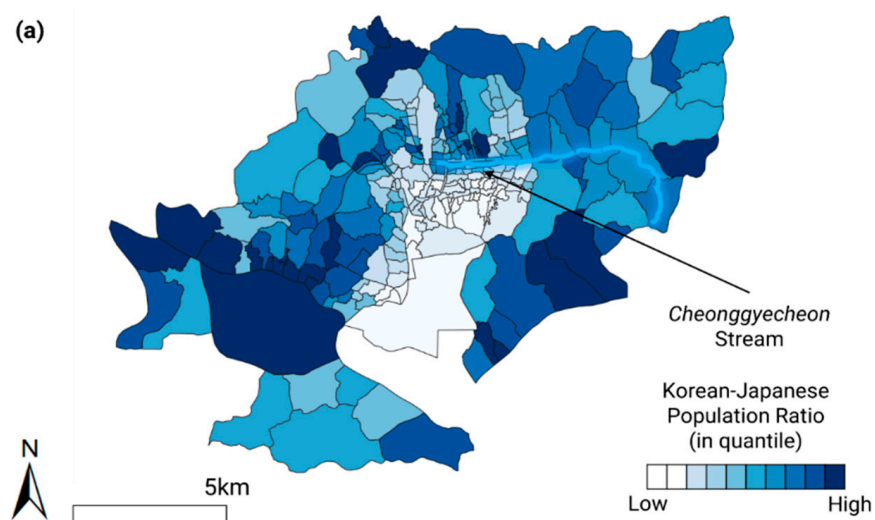 (a)
Cheonggyecheon
Stream
Korean-Japanese
Population Ratio
(in quantile)
Low High
N
5km